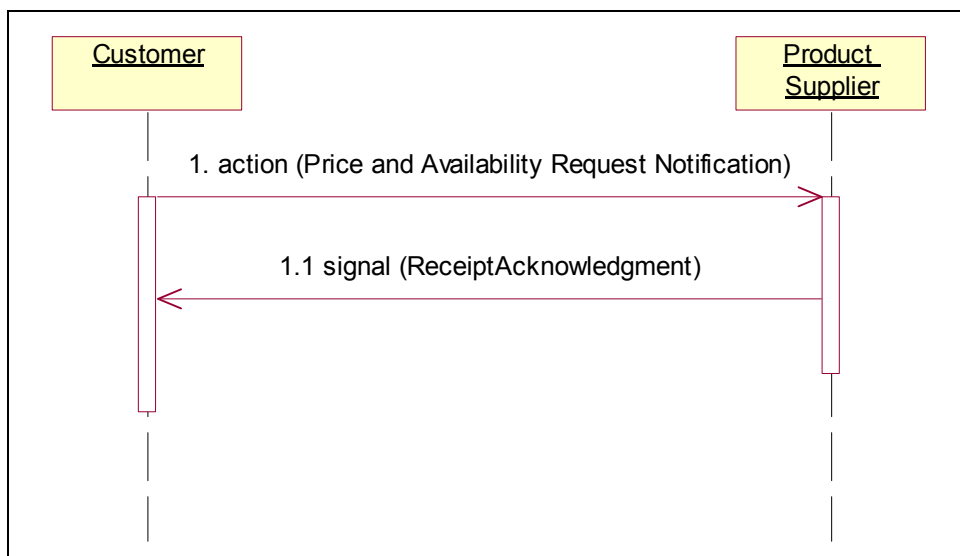 Customer
Product
Supplier
1. action (Price and Availability Request Notification)
1.1 signal (ReceiptAcknowledgment)